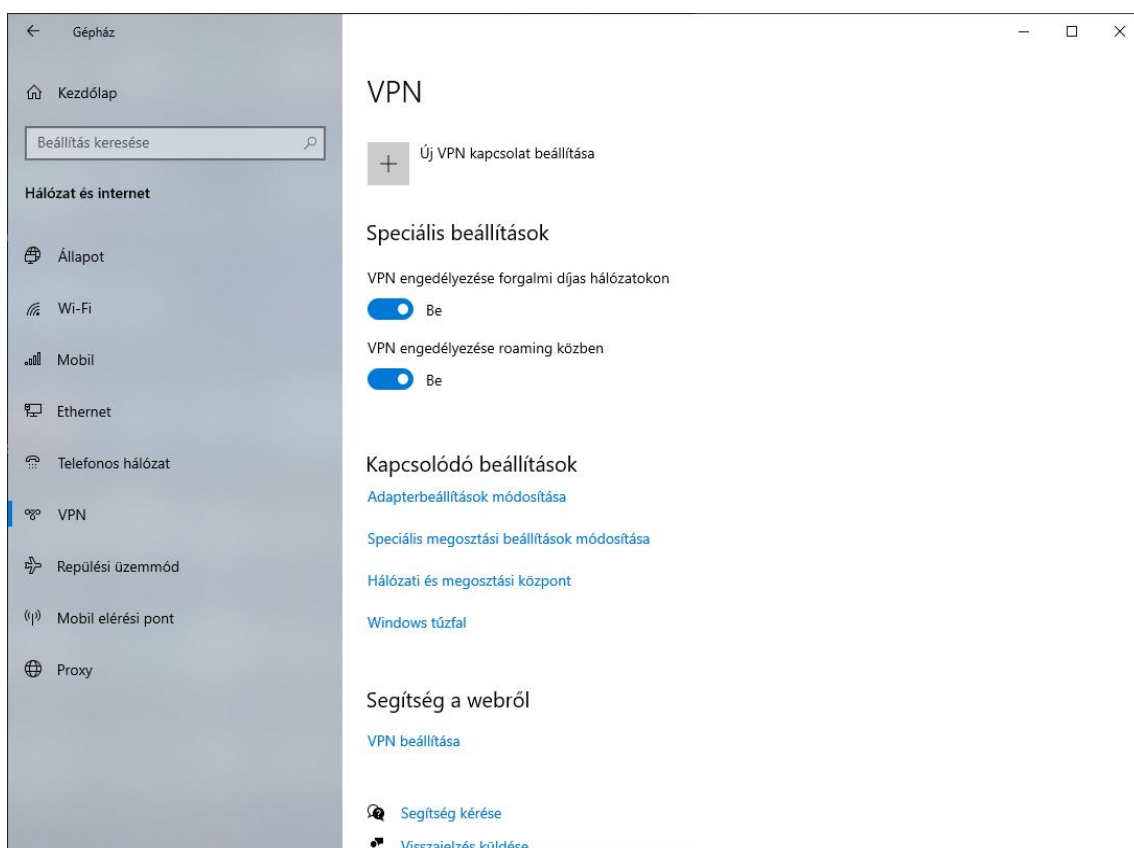 Gépház
Kezdőlap
Beállítás keresése
Hálózat és internet
Állapot
Wi-Fi
Mobil
Ethernet
Telefonos hálózat
VPN
Repülési üzemmód
Mobil elérési pont
Proxy
VPN
Új VPN kapcsolat beállítása
Speciális beállítások
VPN engedélyezése forgalmi díjas hálózatokon
Be
VPN engedélyezése roaming közben
Be
Kapcsolódó beállítások
Adapterbeállítások módosítása
Speciális megosztási beállítások módosítása
Hálózati és megosztási központ
Windows tűzfal
Segítség a webről
VPN beállítása
Segítség kérése
Visszajelzés küldése